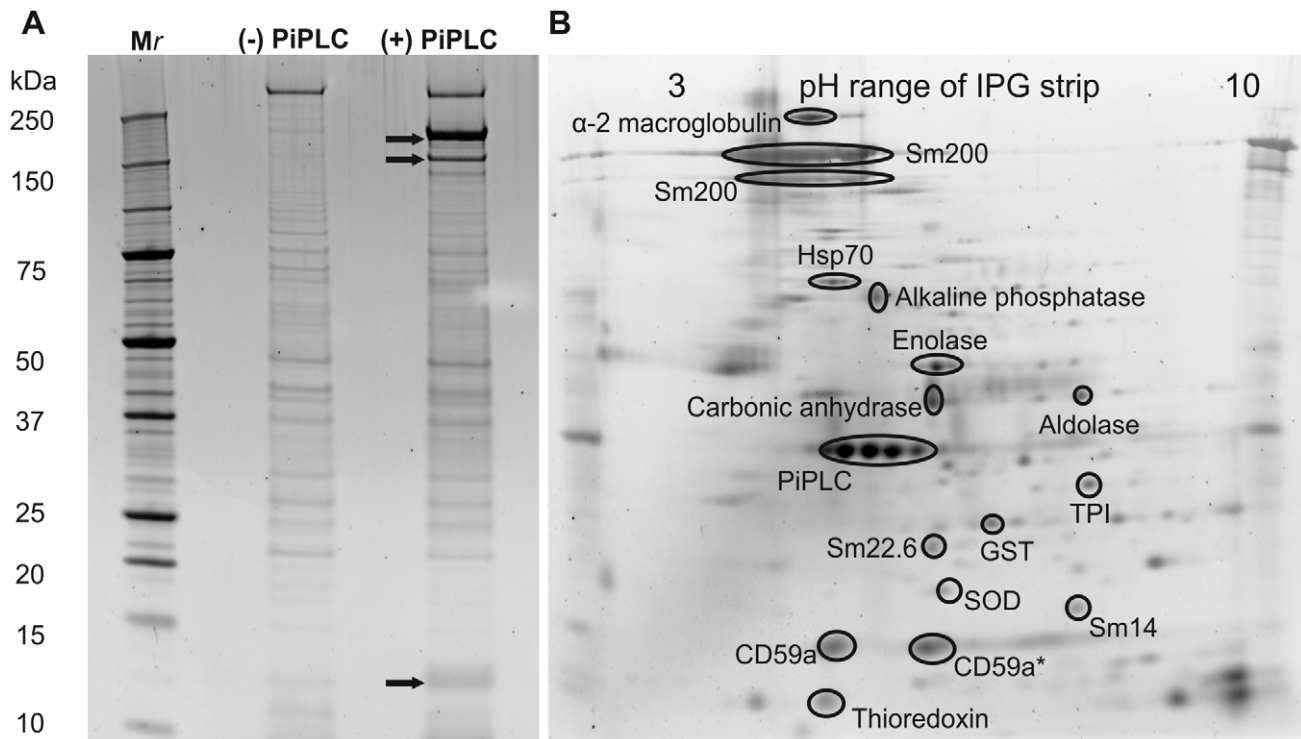 A
Mr (-) PiPLC (+) PiPLC
kDa
250
150
75
50
37
25
20
15
10
B
3 pH range of IPG strip 10
α-2 macroglobulin
Sm200
Sm200
Hsp70
Alkaline phosphatase
Enolase
Carbonic anhydrase
Aldolase
PiPLC
TPI
GST
Sm22.6
SOD
Sm14
CD59a
CD59a*
Thioredoxin